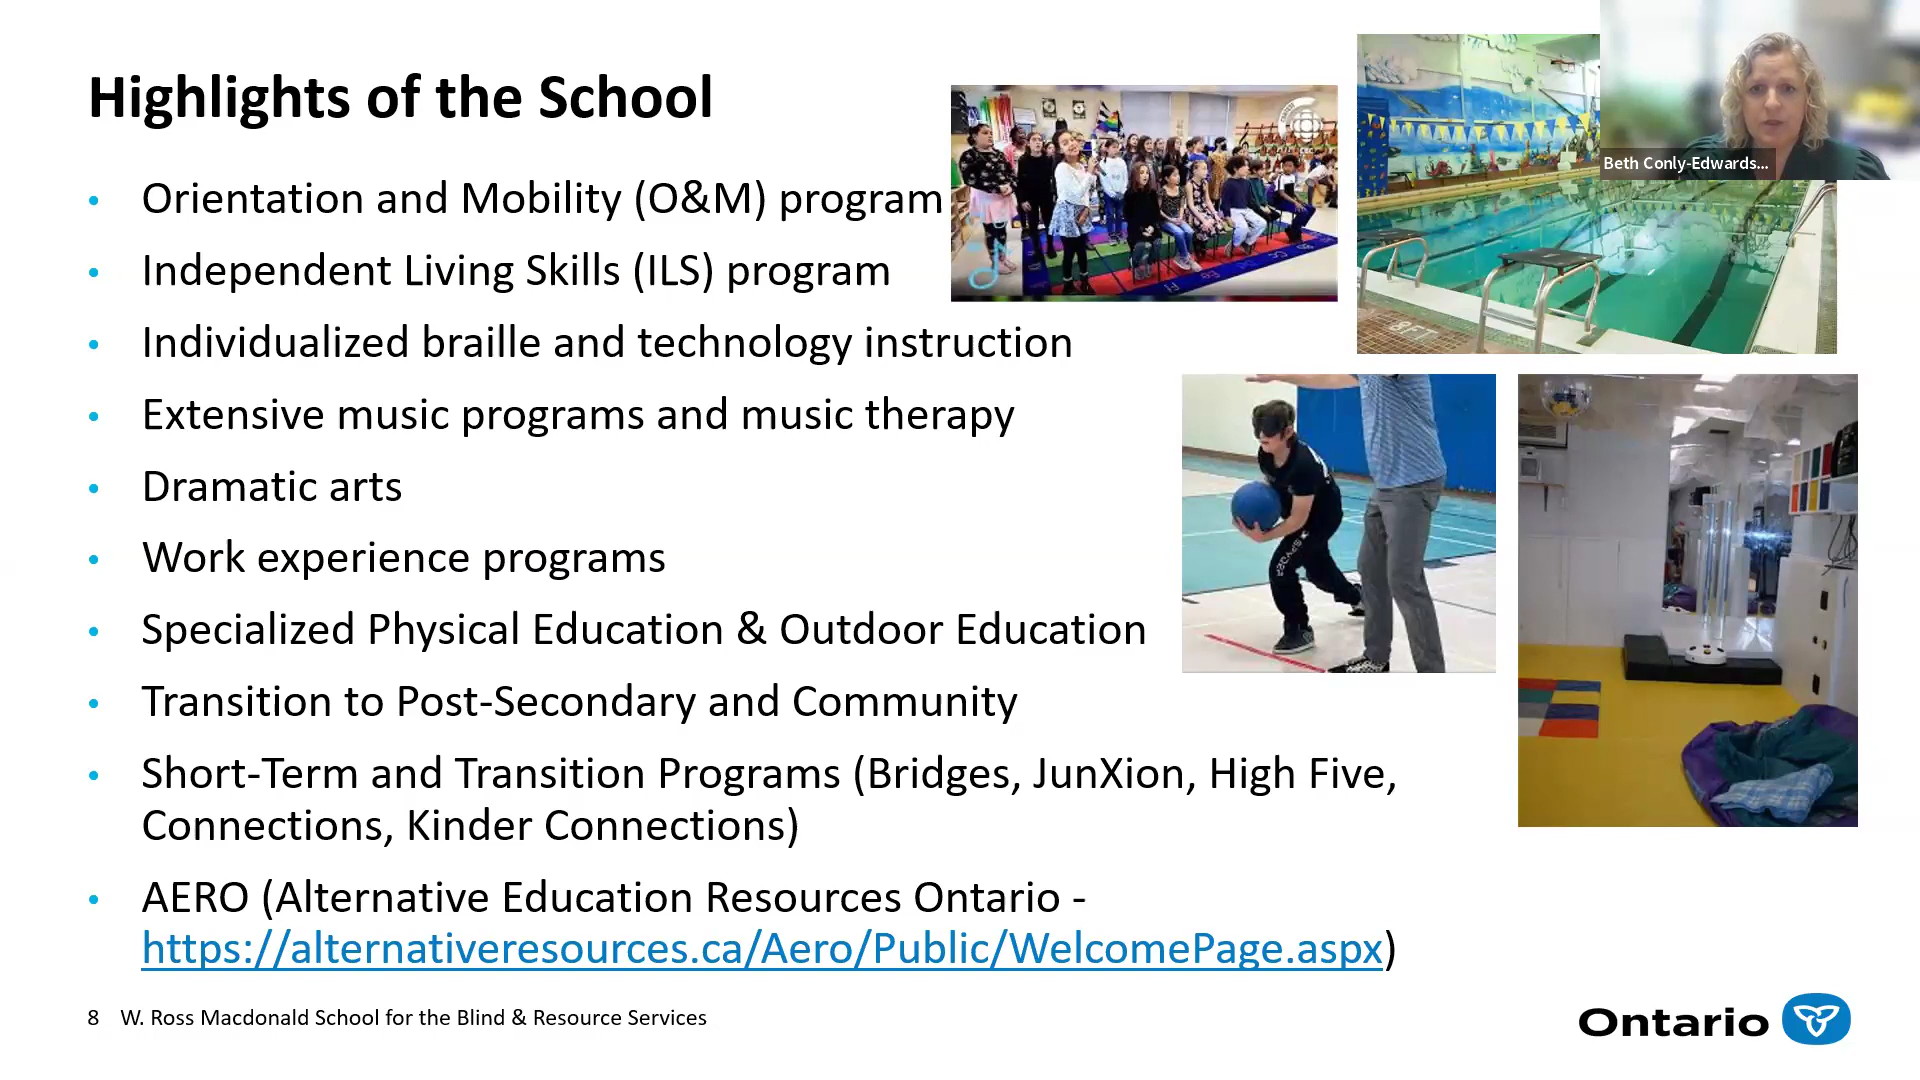 Highlights of the School
• Orientation and Mobility (O&M) program
• Independent Living Skills (ILS) program
• Individualized braille and technology instruction
• Extensive music programs and music therapy
• Dramatic arts
• Work experience programs
• Specialized Physical Education & Outdoor Education
• Transition to Post-Secondary and Community
• Short-Term and Transition Programs (Bridges, JunXion, High Five,
Connections, Kinder Connections)
• AERO (Alternative Education Resources Ontario -
https://alternativeresources.ca/Aero/Public/WelcomePage.aspx)
8 W. Ross Macdonald School for the Blind & Resource Services
Beth Conly-Edwards...
8FT
SPYDER
Ontario